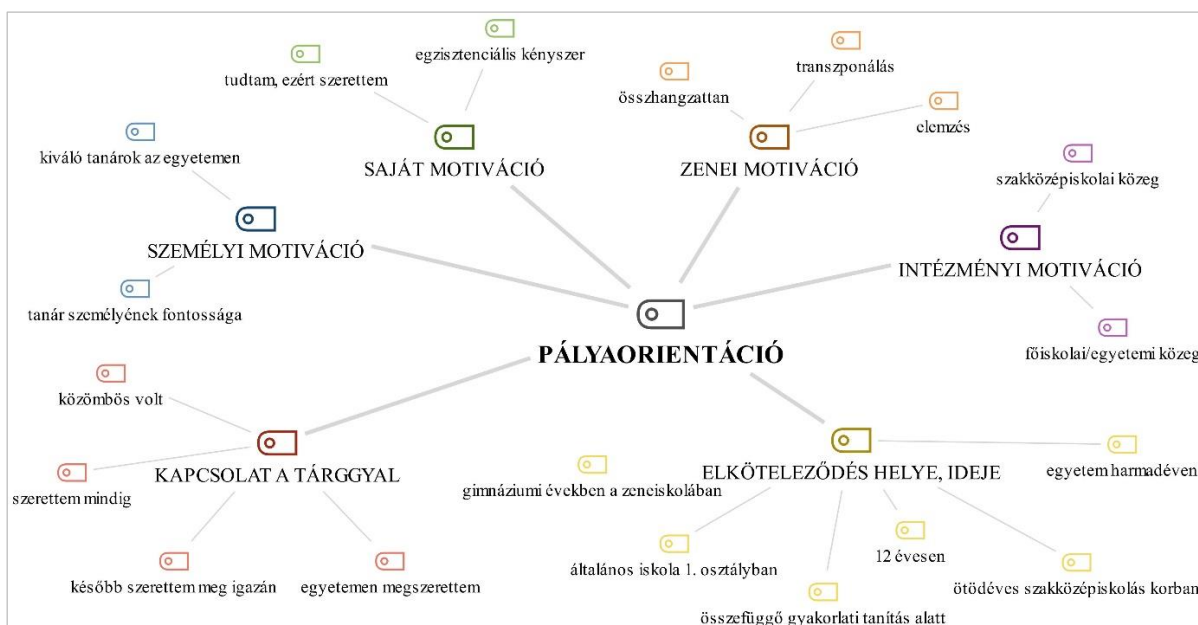 egzisztenciális kényszer
tudtam, ezért szerettem
SAJÁT MOTIVÁCIÓ
transzponálás
összhangzattan
elemzés
ZENEI MOTIVÁCIÓ
kiváló tanárok az egyetemen
SZEMÉLYI MOTIVÁCIÓ
tanár személyének fontossága
szakközépiskolai közeg
INTÉZMÉNYI MOTIVÁCIÓ
főiskolai/egyetemi közeg
PÁLYAORIENTÁCIÓ
közömbös volt
KAPCSOLAT A TÁRGGYAL
szerettem mindig
később szerettem meg igazán
egyetemen megszerettem
ELKÖTELEZŐDÉS HELYE, IDEJE
egyetem harmadéven
gimnáziumi években a zenciskolában
általános iskola 1. osztályban
12 évesen
összefüggő gyakorlati tanítás alatt
ötödéves szakközépiskolás korban